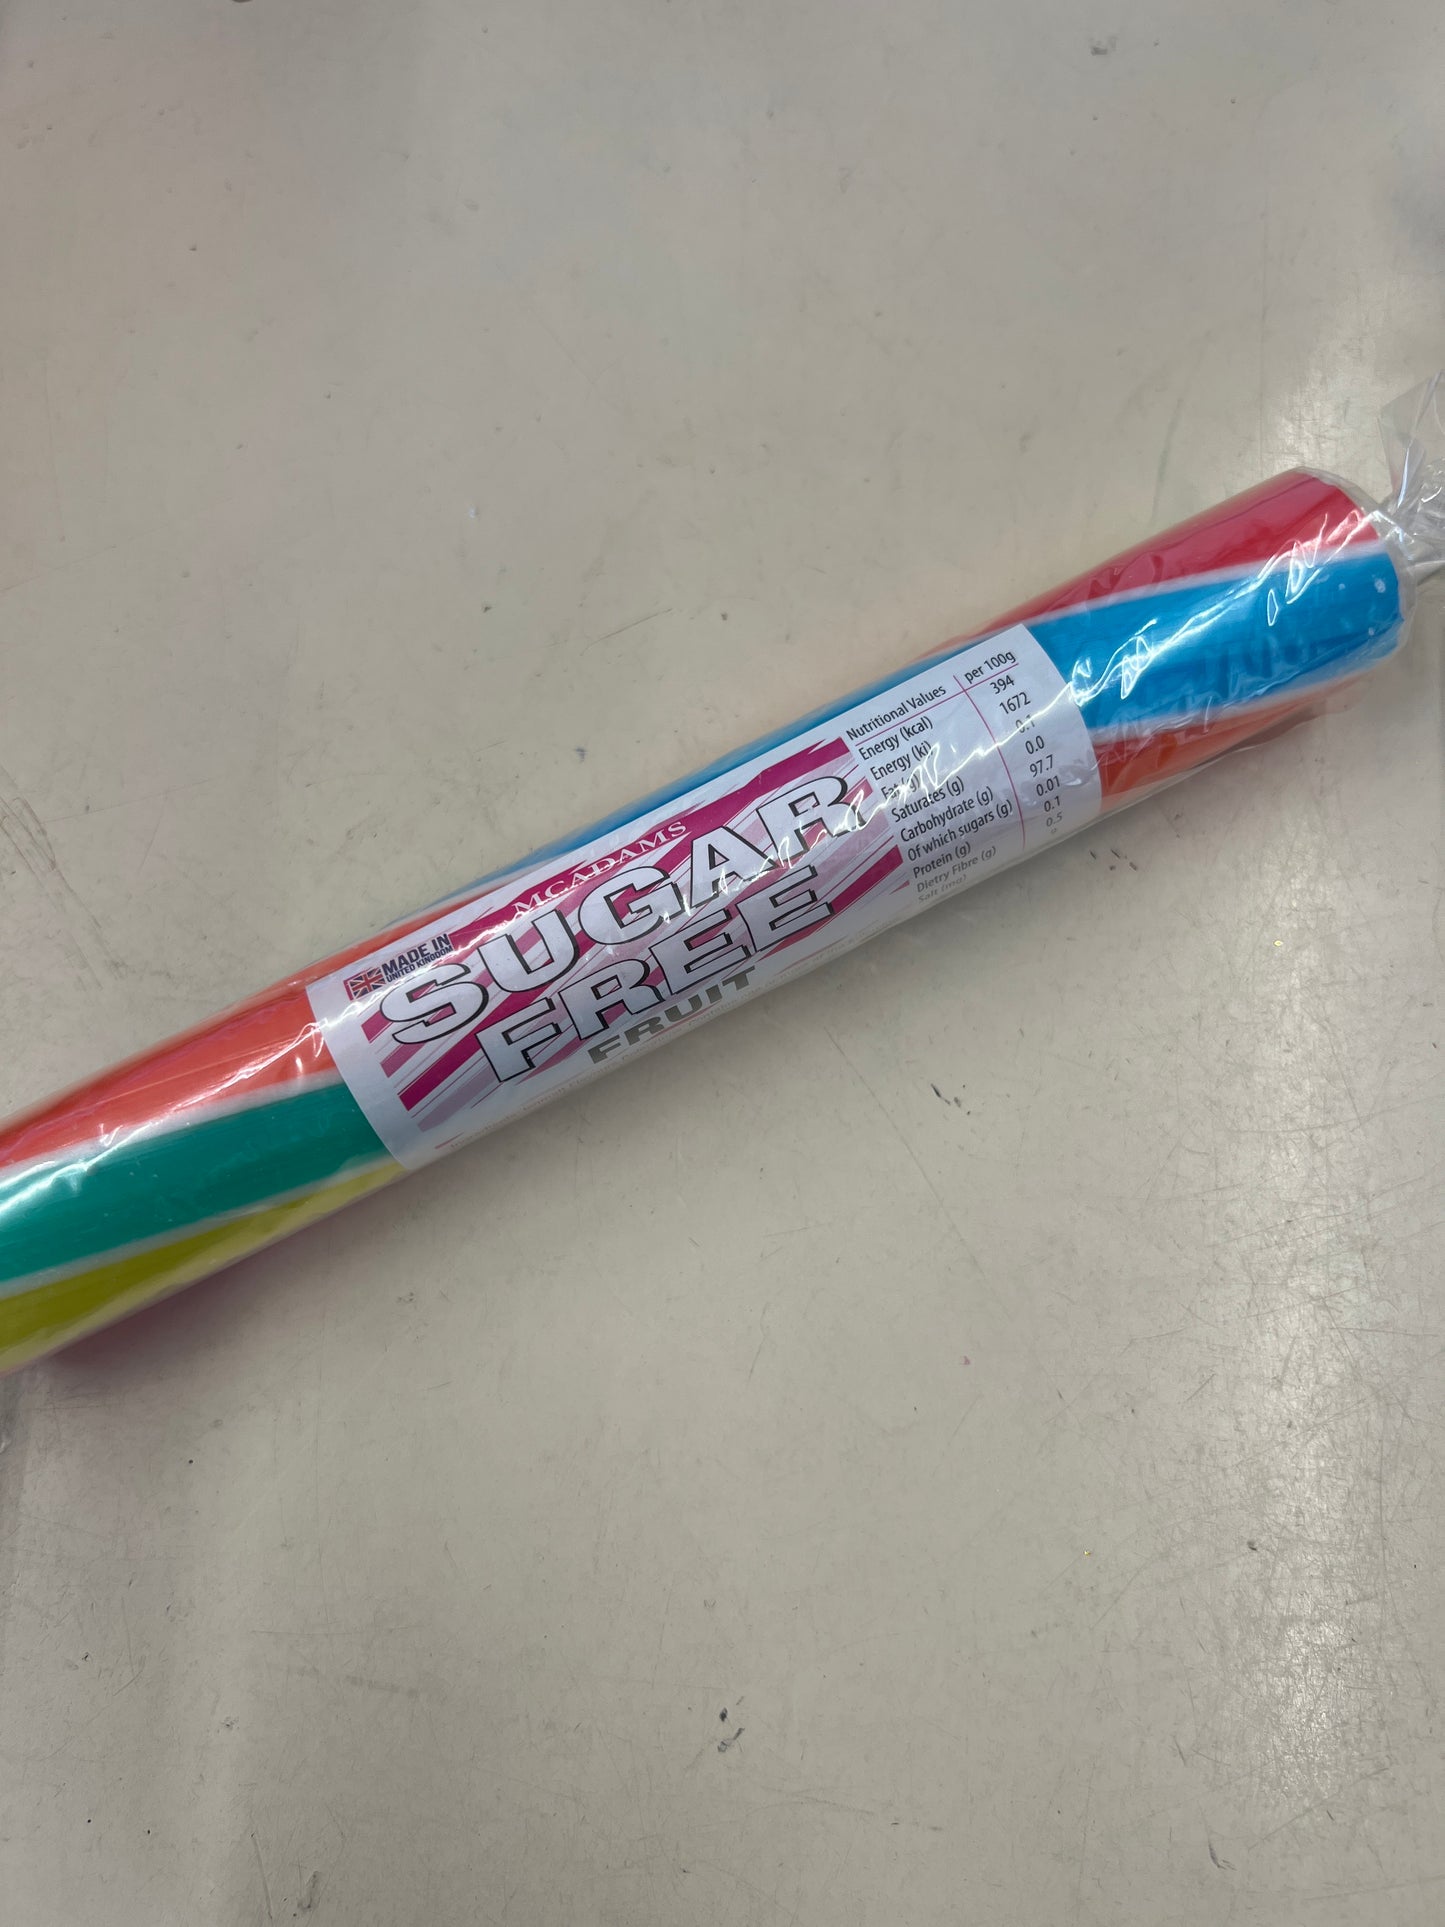 MADE IN
UNITED KINGDOM
MCADAMS
SUGAR
FREE
FRUIT
Nutritional Values per 100g
Energy (kcal) 394
Energy (kj) 1672
Fat (g) 0.1
Saturates (g) 0.0
Carbohydrate (g) 97.7
Of which sugars (g) 0.01
Protein (g) 0.1
Dietry Fibre (g) 0.5
Salt (mg)